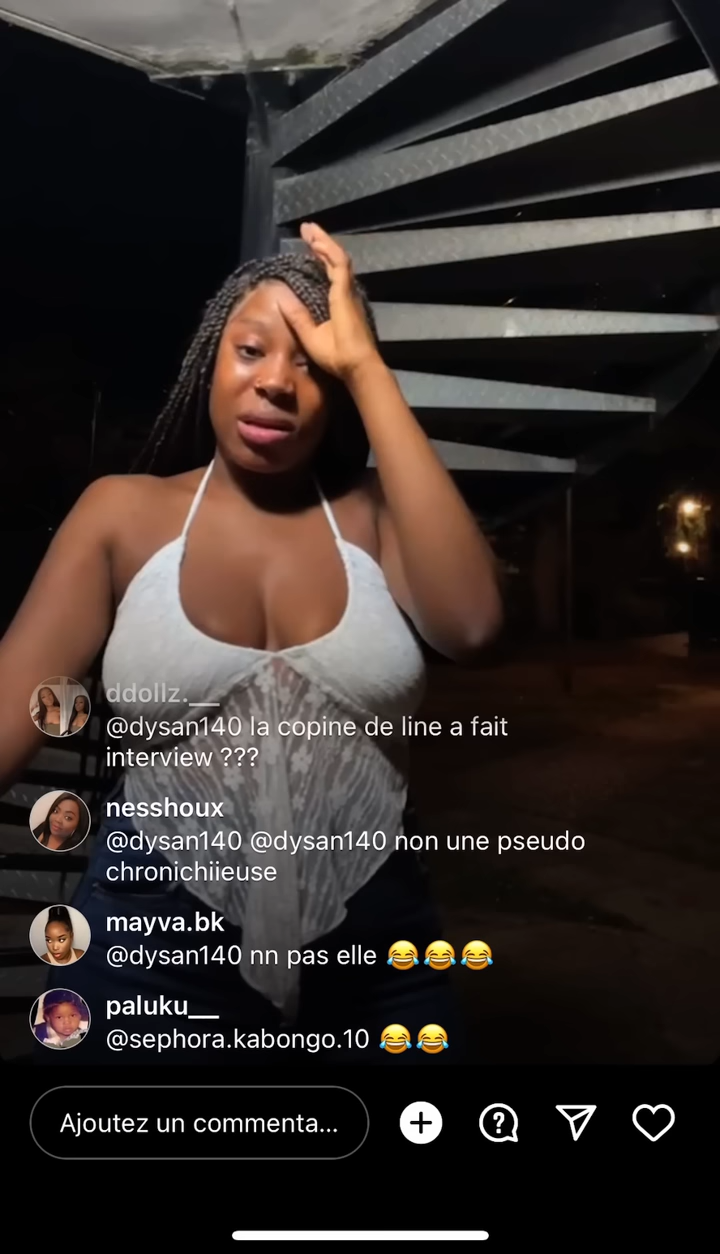 ddollz.__
@dysan140 la copine de line a fait
interview ???
nesshoux
@dysan140 @dysan140 non une pseudo
chronichiieuse
mayva.bk
@dysan140 nn pas elle 😂😂😂
paluku__
@sephora.kabongo.10 😂😂
Ajoutez un commenta...